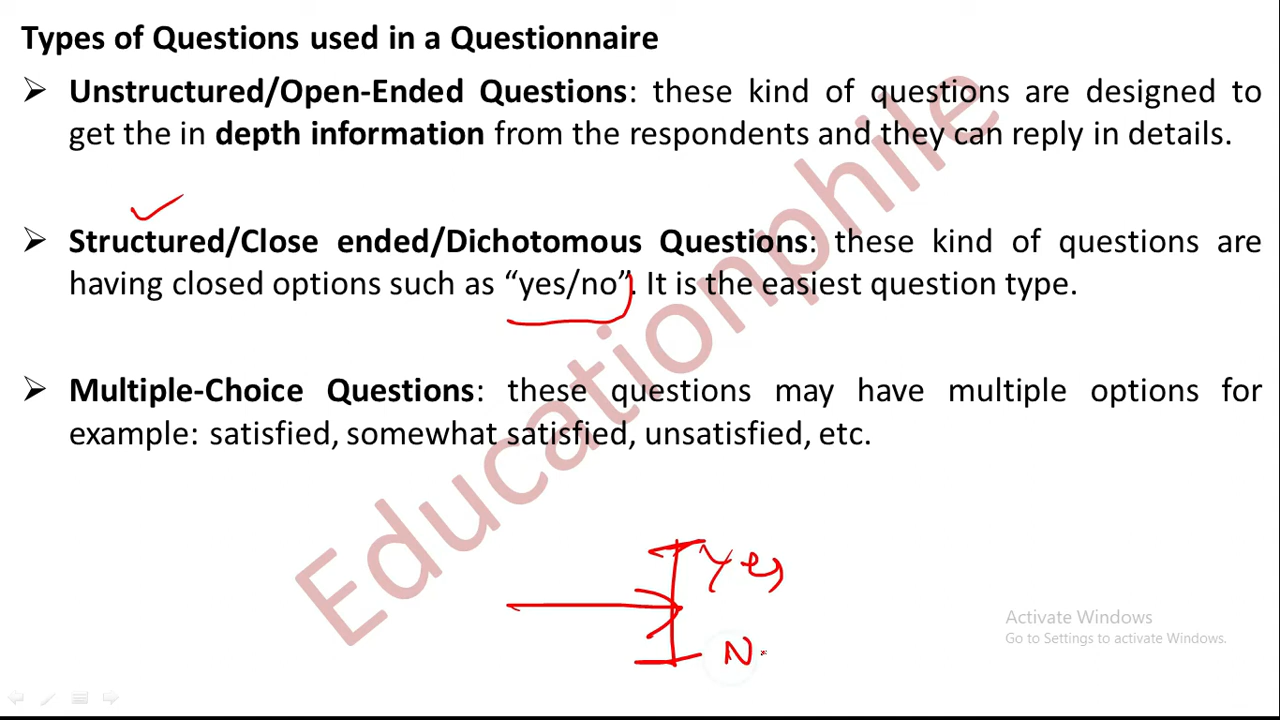 Types of Questions used in a Questionnaire
➢ Unstructured/Open-Ended Questions: these kind of questions are designed to
get the in depth information from the respondents and they can reply in details.
➢ Structured/Close ended/Dichotomous Questions: these kind of questions are
having closed options such as “yes/no”. It is the easiest question type.
➢ Multiple-Choice Questions: these questions may have multiple options for
example: satisfied, somewhat satisfied, unsatisfied, etc.
Educationphile
Yes
N
Activate Windows
Go to Settings to activate Windows.